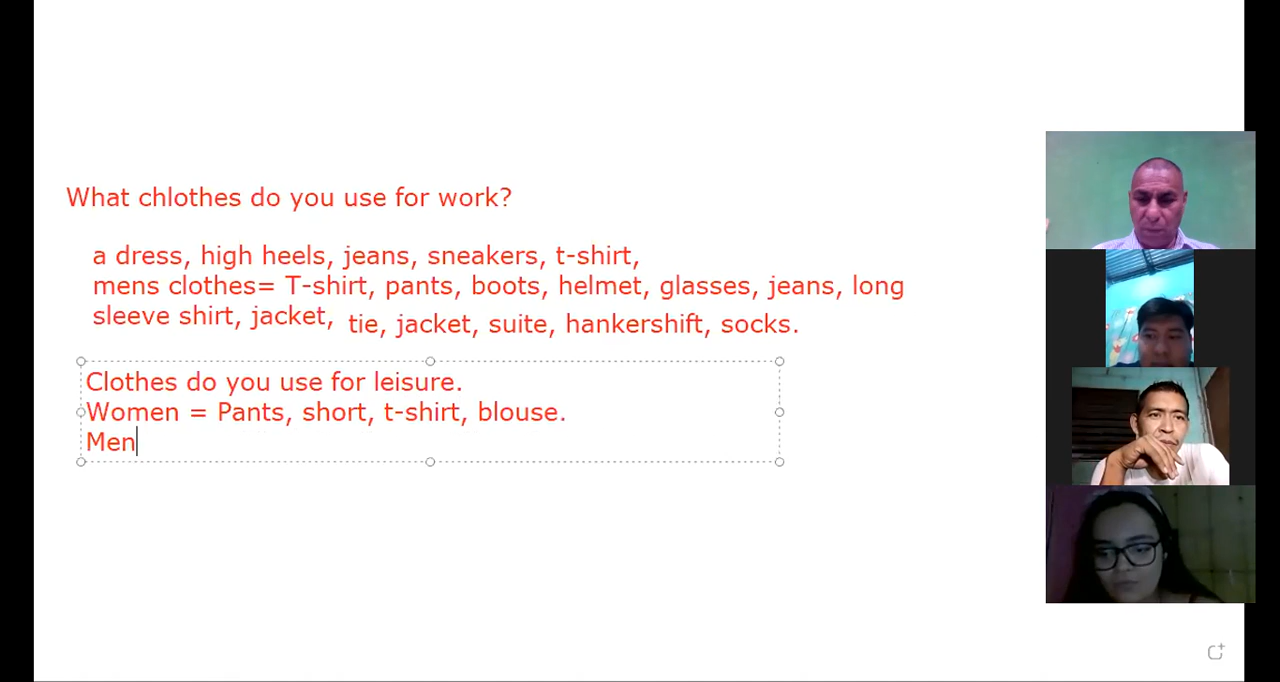 What chlothes do you use for work?
a dress, high heels, jeans, sneakers, t-shirt,
mens clothes= T-shirt, pants, boots, helmet, glasses, jeans, long
sleeve shirt, jacket, tie, jacket, suite, hankershift, socks.
Clothes do you use for leisure.
Women = Pants, short, t-shirt, blouse.
Men